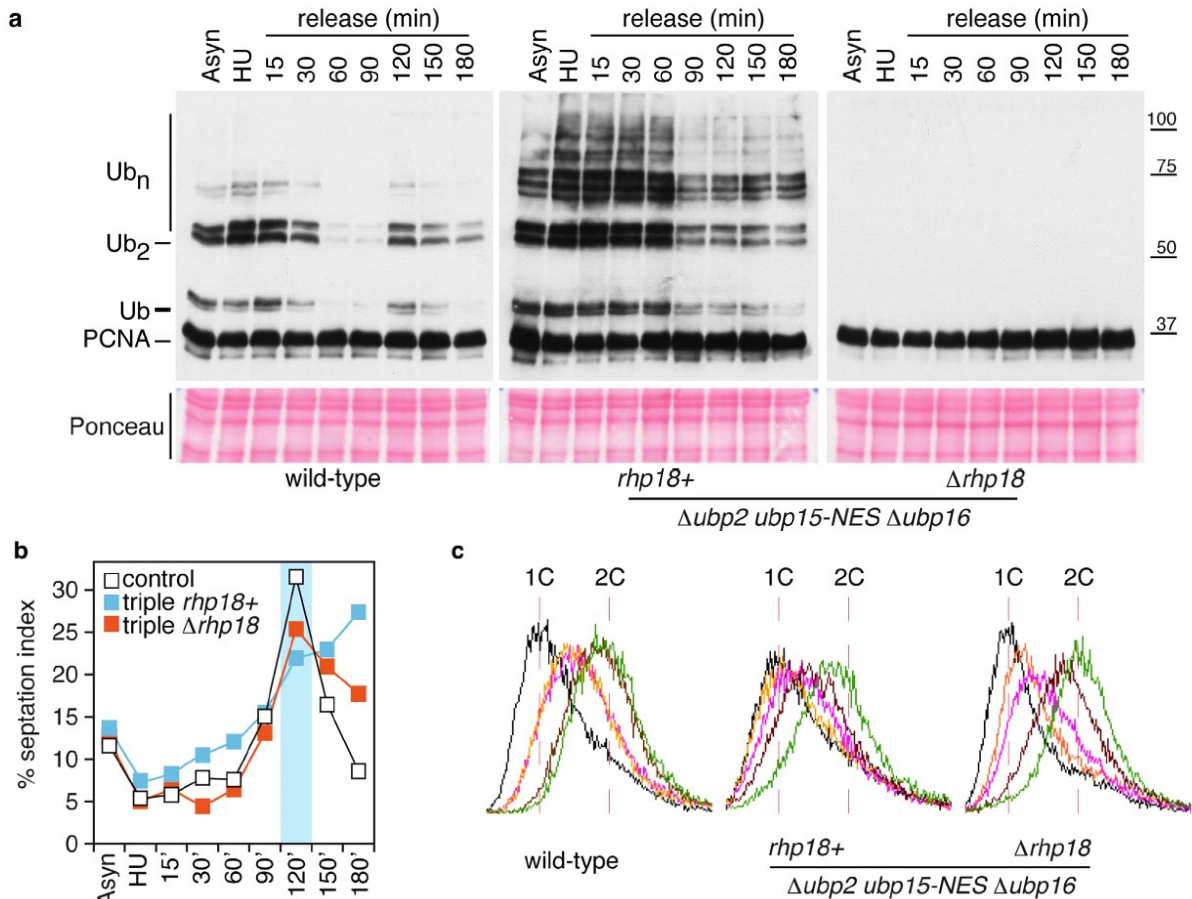 a
release (min) release (min) release (min)
Asyn HU 15 30 60 90 120 150 180 Asyn HU 15 30 60 90 120 150 180 Asyn HU 15 30 60 90 120 150 180
100
Ubn
75
Ub2
50
Ub
37
PCNA
Ponceau
wild-type rhp18+ Δrhp18
Δubp2 ubp15-NES Δubp16
b
% septation index
30
25
20
15
10
5
0
control
triple rhp18+
triple Δrhp18
Asyn HU 15' 30' 60' 90' 120' 150' 180'
c
1C 2C 1C 2C 1C 2C
wild-type rhp18+ Δrhp18
Δubp2 ubp15-NES Δubp16